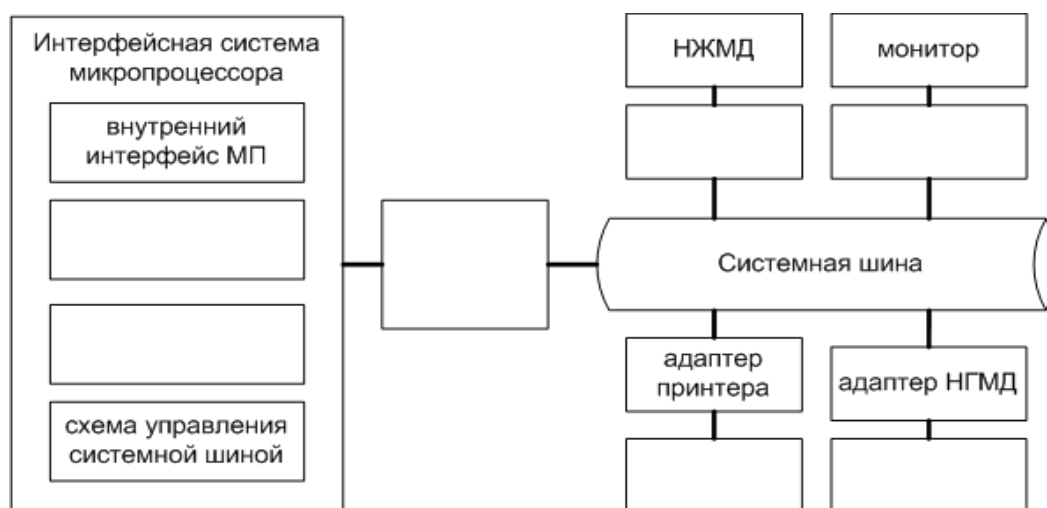 Интерфейсная система
микропроцессора
внутренний
интерфейс МП
схема управления
системной шиной
НЖМД
монитор
Системная шина
адаптер
принтера
адаптер НГМД